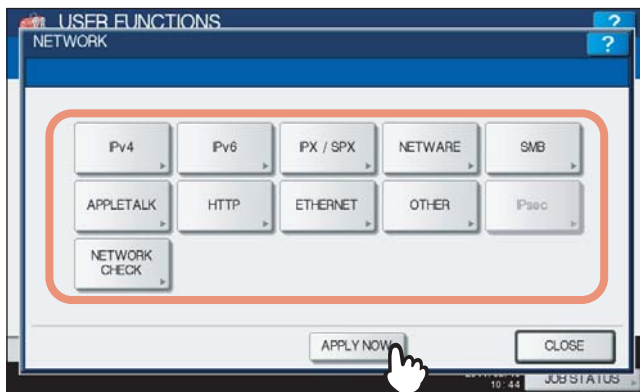 USER FUNCTIONS ?
NETWORK ?
IPv4 IPv6 IPX / SPX NETWARE SMB
APPLETALK HTTP ETHERNET OTHER IPsec
NETWORK
CHECK
APPLY NOW CLOSE
10:44 JOB STATUS